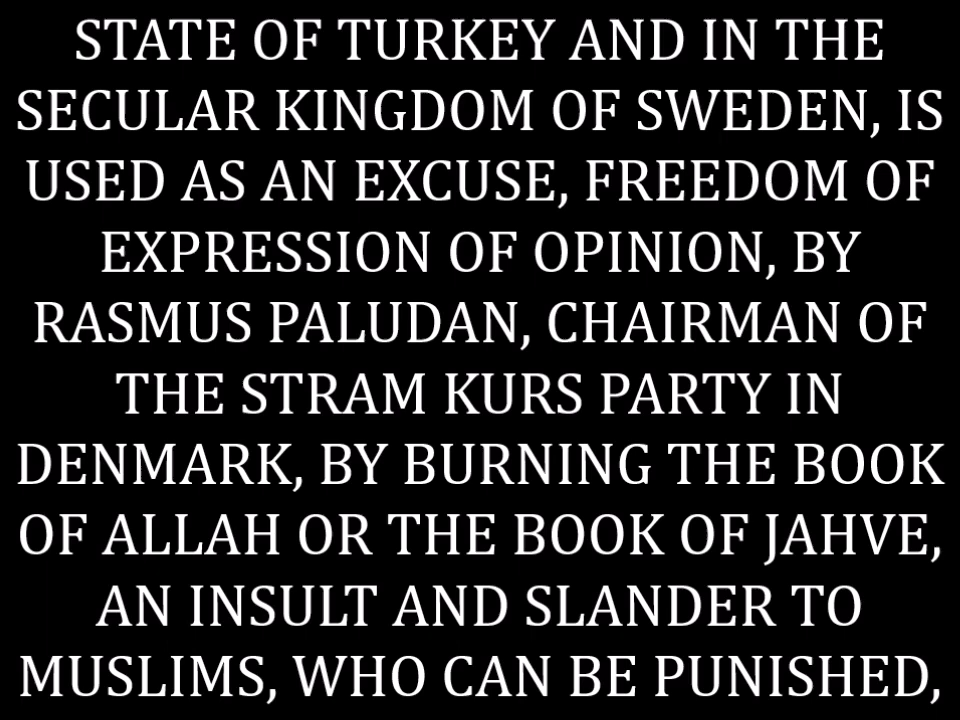 STATE OF TURKEY AND IN THE
SECULAR KINGDOM OF SWEDEN, IS
USED AS AN EXCUSE, FREEDOM OF
EXPRESSION OF OPINION, BY
RASMUS PALUDAN, CHAIRMAN OF
THE STRAM KURS PARTY IN
DENMARK, BY BURNING THE BOOK
OF ALLAH OR THE BOOK OF JAHVE,
AN INSULT AND SLANDER TO
MUSLIMS, WHO CAN BE PUNISHED,